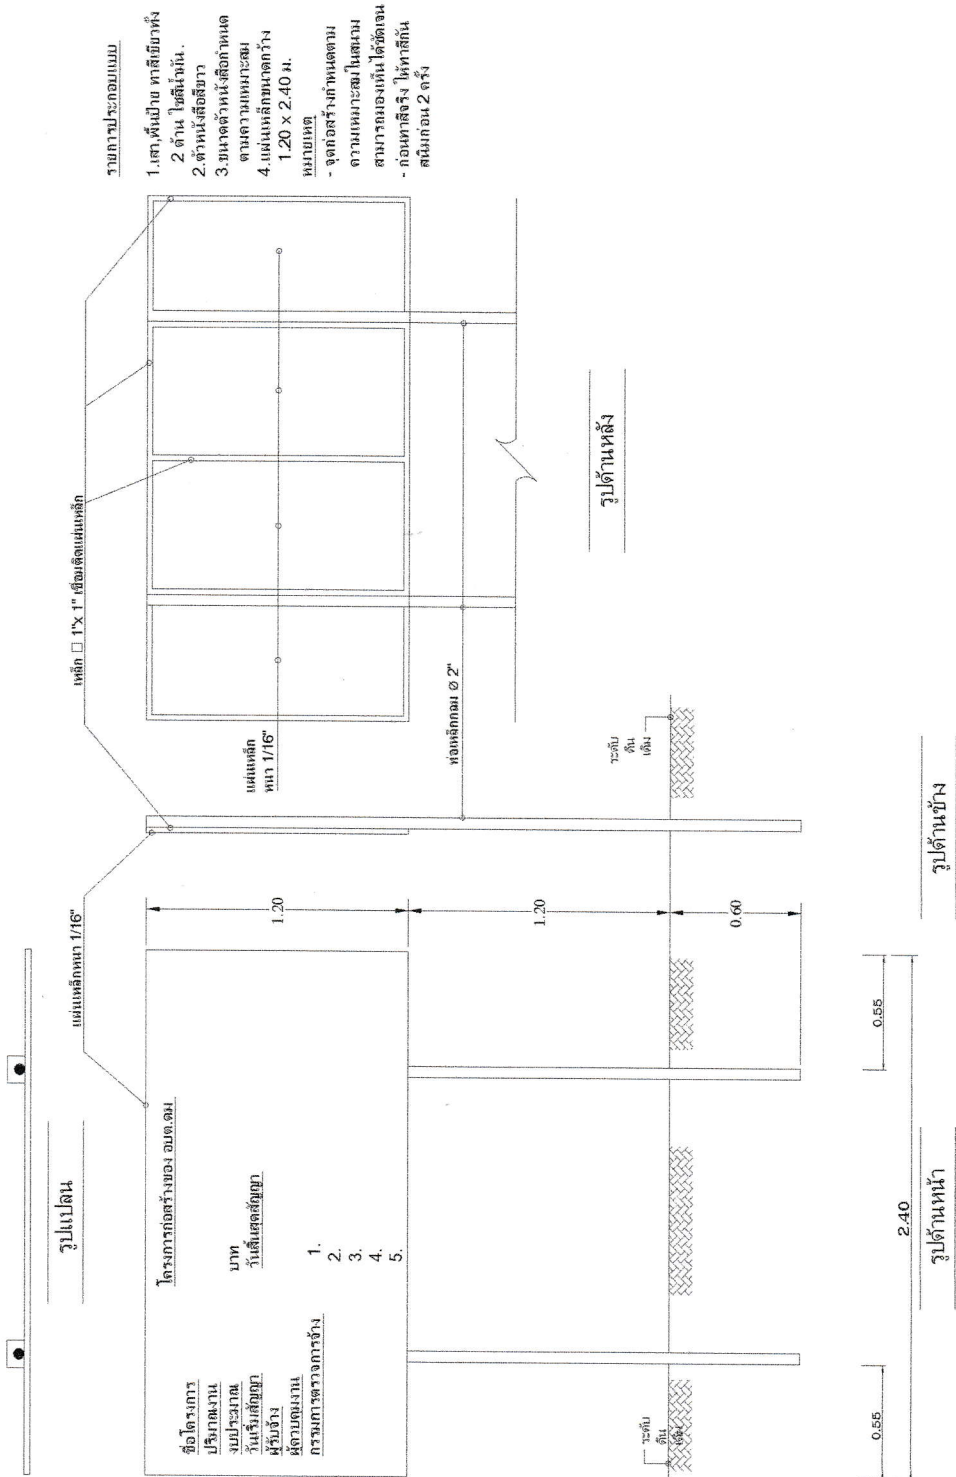 รูปแปลน
แผ่นเหล็กหนา 1/16"
เหล็ก □ 1"x 1" เชื่อมติดแผ่นเหล็ก
โครงการก่อสร้างของ อบต.ตม
ชื่อโครงการ
ปริมาณงาน
งบประมาณ บาท
วันเริ่มสัญญา วันสิ้นสุดสัญญา
ผู้รับจ้าง
ผู้ควบคุมงาน
กรรมการตรวจการจ้าง 1.
2.
3.
4.
5.
1.20
1.20
0.60
ระดับ
ดิน
เดิม
0.55
0.55
2.40
รูปด้านหน้า
แผ่นเหล็ก
หนา 1/16"
ท่อเหล็กกลม Ø 2"
ระดับ
ดิน
เดิม
รูปด้านข้าง
รูปด้านหลัง
รายการประกอบแบบ
1.เสา,พื้นป้าย ทาสีเขียวทั้ง
2 ด้าน ใช้สีน้ำมัน.
2.ตัวหนังสือสีขาว
3.ขนาดตัวหนังสือกำหนด
ตามความเหมาะสม
4.แผ่นเหล็กขนาดกว้าง
1.20 x 2.40 ม.
หมายเหตุ
- จุดก่อสร้างกำหนดตาม
ความเหมาะสมในสนาม
สามารถมองเห็นได้ชัดเจน
- ก่อนทาสีจริง ให้ทาสีกัน
สนิมก่อน 2 ครั้ง